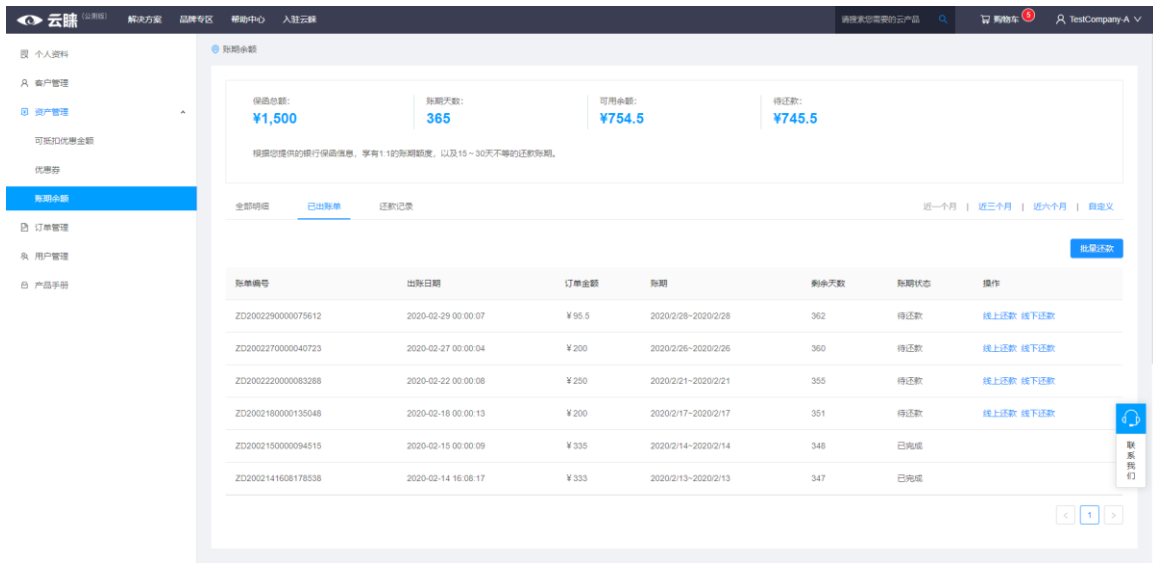 云睐 (公测版) 解决方案 品牌专区 帮助中心 入驻云睐 请搜索您需要的云产品 购物车 5 TestCompany-A
个人资料
客户管理
资产管理
可抵扣优惠金额
优惠券
账期余额
订单管理
用户管理
产品手册
账期余额
保函总额: 账期天数: 可用余额: 待还款:
¥1,500 365 ¥754.5 ¥745.5
根据您提供的银行保函信息，享有1:1的账期额度，以及15～30天不等的还款账期。
全部明细 已出账单 还款记录 近一个月 | 近三个月 | 近六个月 | 自定义
批量还款
账单编号 出账日期 订单金额 账期 剩余天数 账期状态 操作
ZD2002290000075612 2020-02-29 00:00:07 ¥95.5 2020/2/28~2020/2/28 362 待还款 线上还款 线下还款
ZD2002270000040723 2020-02-27 00:00:04 ¥200 2020/2/26~2020/2/26 360 待还款 线上还款 线下还款
ZD2002220000083288 2020-02-22 00:00:08 ¥250 2020/2/21~2020/2/21 355 待还款 线上还款 线下还款
ZD2002180000135048 2020-02-18 00:00:13 ¥200 2020/2/17~2020/2/17 351 待还款 线上还款 线下还款
ZD2002150000094515 2020-02-15 00:00:09 ¥335 2020/2/14~2020/2/14 348 已完成
ZD2002141608178538 2020-02-14 16:08:17 ¥333 2020/2/13~2020/2/13 347 已完成
< 1 >
联系我们